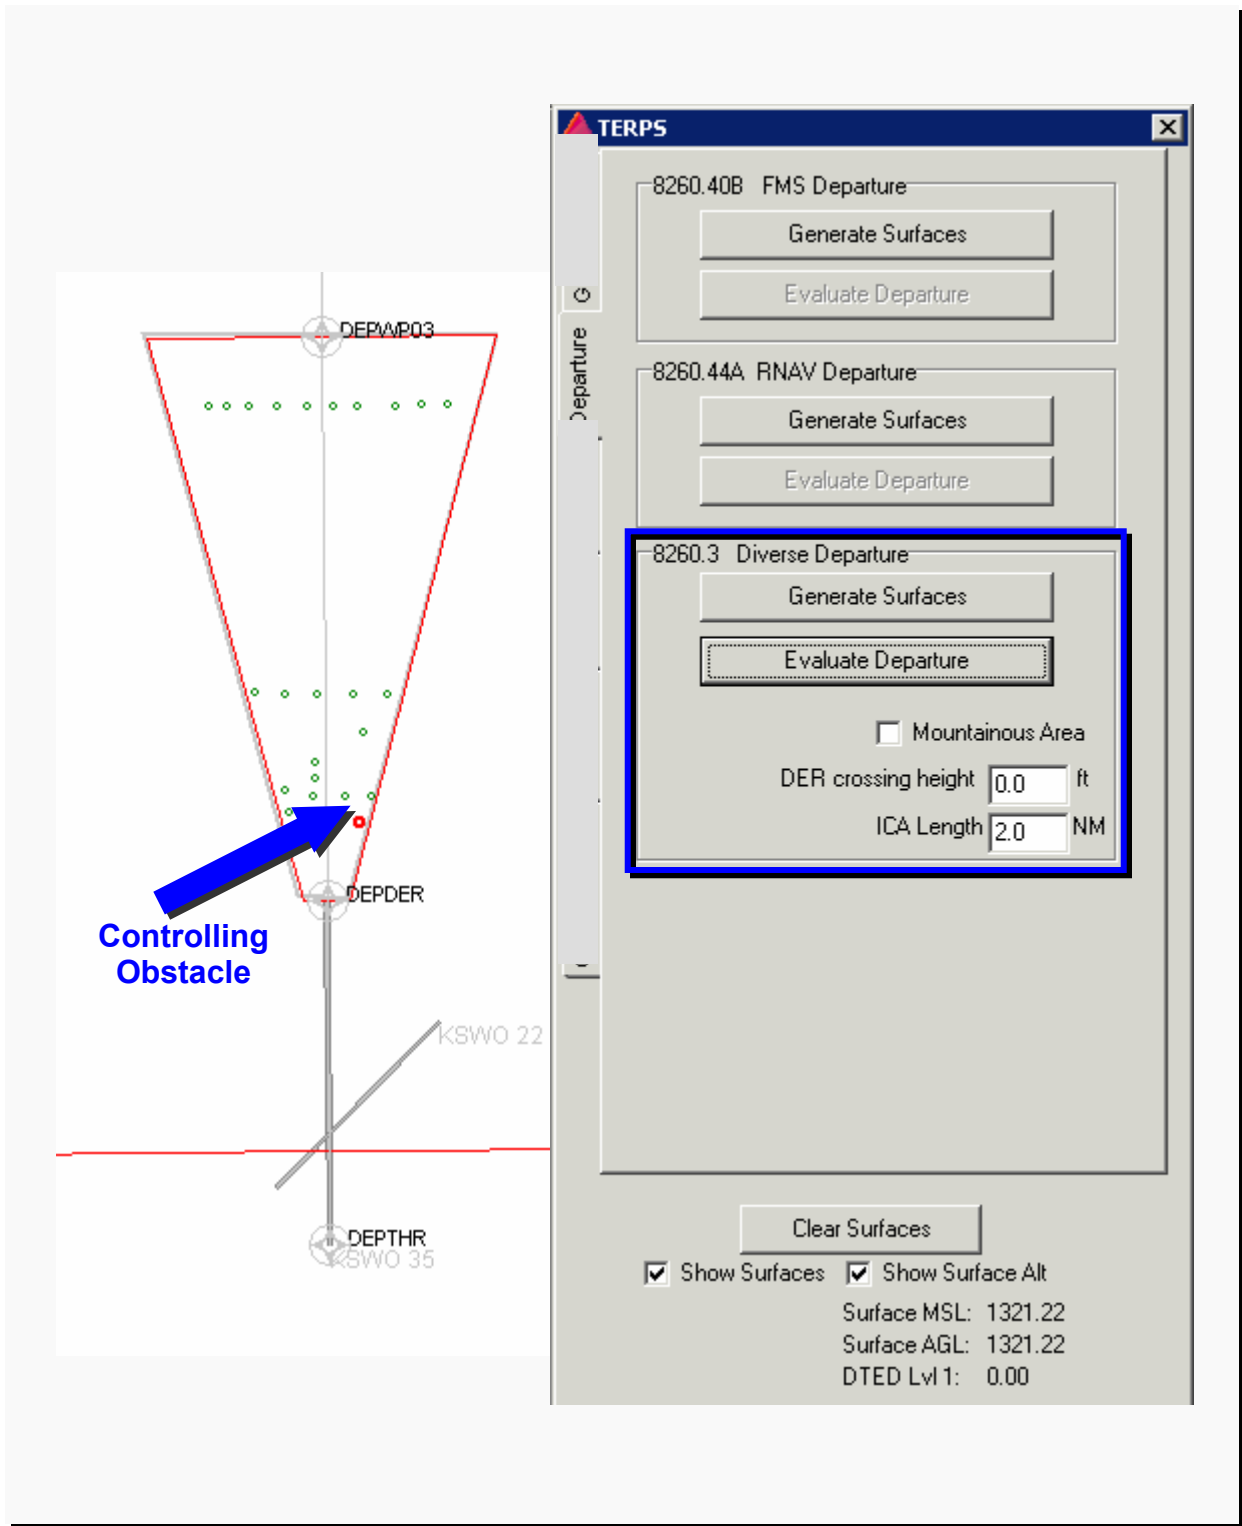 TERPS
8260.40B FMS Departure
Generate Surfaces
Evaluate Departure
G
Departure
8260.44A RNAV Departure
Generate Surfaces
Evaluate Departure
8260.3 Diverse Departure
Generate Surfaces
Evaluate Departure
Mountainous Area
DER crossing height 0.0 ft
ICA Length 2.0 NM
DEPWP03
DEPDER
Controlling
Obstacle
KSWO 22
DEPTHR
KSWO 35
Clear Surfaces
Show Surfaces Show Surface Alt
Surface MSL: 1321.22
Surface AGL: 1321.22
DTED Lvl 1: 0.00